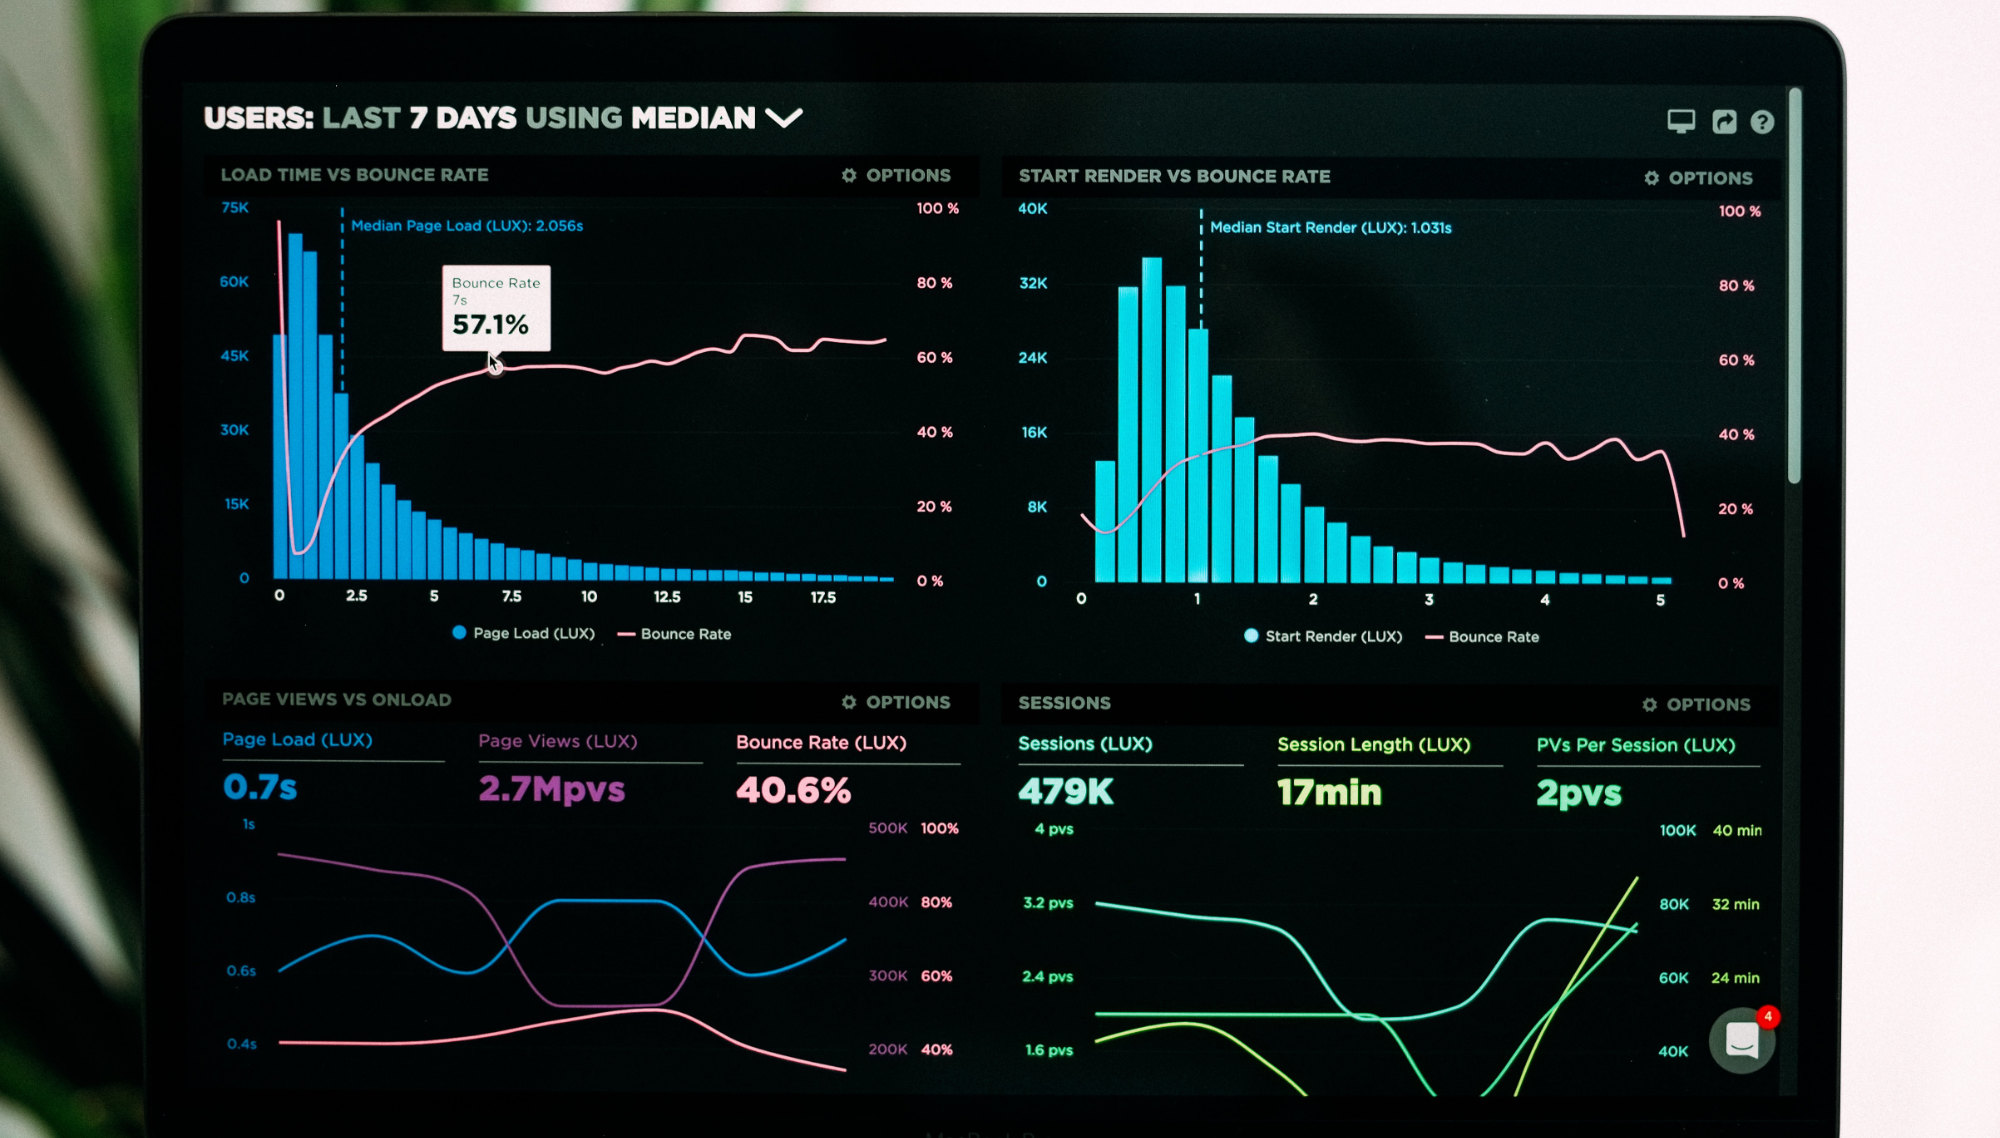 USERS: LAST 7 DAYS USING MEDIAN
LOAD TIME VS BOUNCE RATE
OPTIONS
75K
60K
45K
30K
15K
0
Median Page Load (LUX): 2.056s
Bounce Rate
7s
57.1%
100 %
80 %
60 %
40 %
20 %
0 %
0 2.5 5 7.5 10 12.5 15 17.5
Page Load (LUX) Bounce Rate
START RENDER VS BOUNCE RATE
OPTIONS
40K
32K
24K
16K
8K
0
Median Start Render (LUX): 1.031s
100 %
80 %
60 %
40 %
20 %
0 %
0 1 2 3 4 5
Start Render (LUX) Bounce Rate
PAGE VIEWS VS ONLOAD
OPTIONS
Page Load (LUX) Page Views (LUX) Bounce Rate (LUX)
0.7s 2.7Mpvs 40.6%
1s
0.8s
0.6s
0.4s
500K 100%
400K 80%
300K 60%
200K 40%
SESSIONS
OPTIONS
Sessions (LUX) Session Length (LUX) PVs Per Session (LUX)
479K 17min 2pvs
4 pvs
3.2 pvs
2.4 pvs
1.6 pvs
100K 40 min
80K 32 min
60K 24 min
40K
4